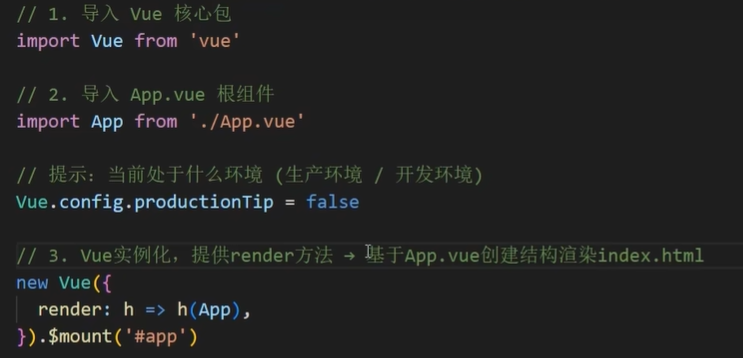 // 1. 导入 Vue 核心包
import Vue from 'vue'
// 2. 导入 App.vue 根组件
import App from './App.vue'
// 提示: 当前处于什么环境 (生产环境 / 开发环境)
Vue.config.productionTip = false
// 3. Vue实例化, 提供render方法 → 基于App.vue创建结构渲染index.html
new Vue({
  render: h => h(App),
}).$mount('#app')